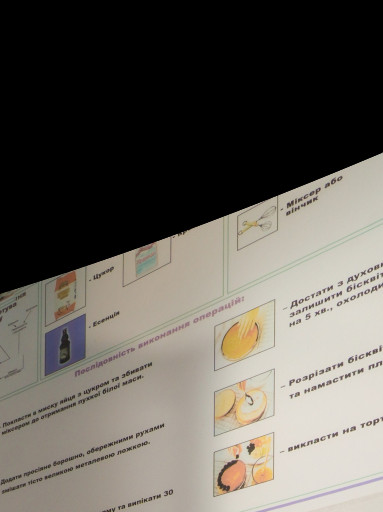 - Міксер або
вінчик
- Цукор
- Есенція
Послідовність виконання операцій:
- Достати з духовки
залишити бісквіт
на 5 хв., охолоди
Покласти в миску яйця з цукром та збивати
міксером до отримання пухкої білої маси.
- Розрізати бісквіт
та намастити
Додати просіяне борошно, обережними рухами
змішати тісто великою металевою ложкою.
- викласти на торт
та випікати 30